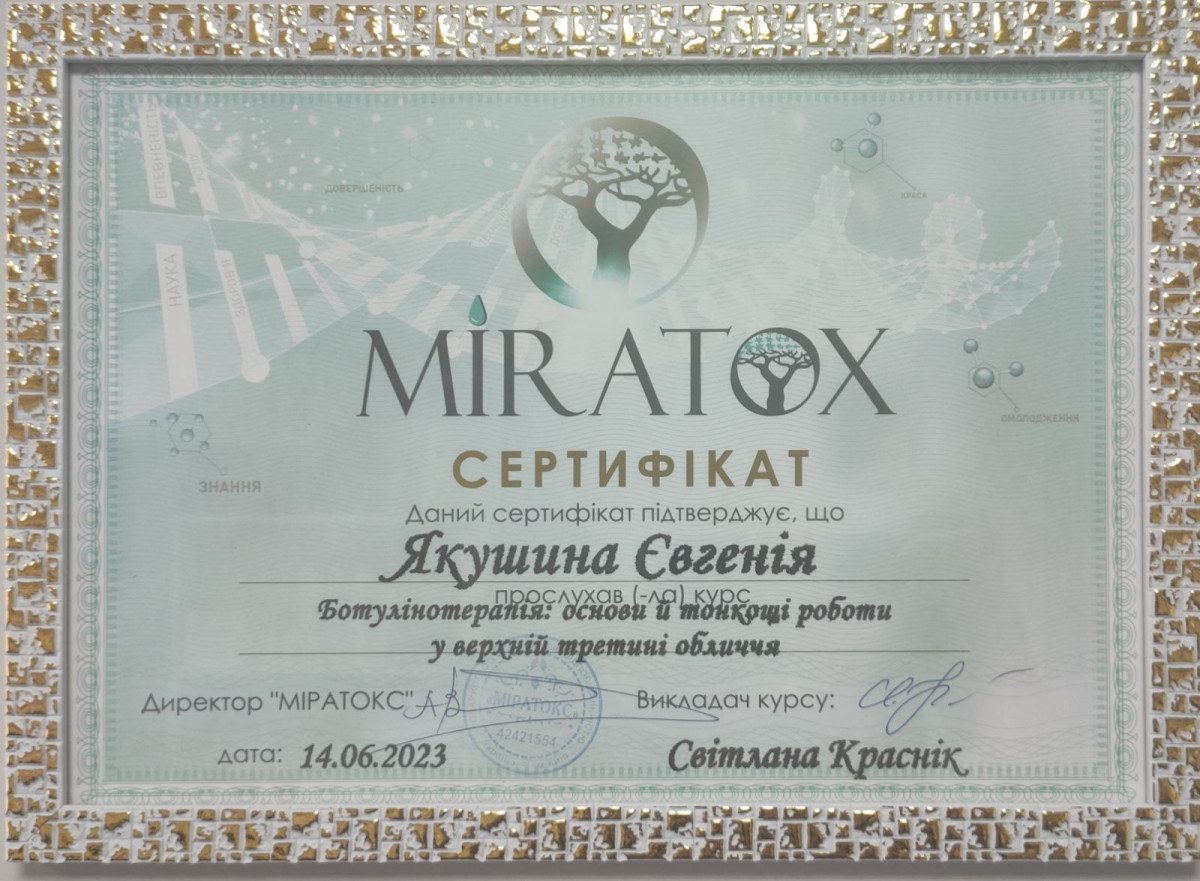 ВПЕВНЕНІСТЬ
ДОВЕРШЕНІСТЬ
КРАСА
НАУКА
ЗДОРОВ'Я
MIRATOX
ОМОЛОДЖЕННЯ
ЗНАННЯ
СЕРТИФІКАТ
Даний сертифікат підтверджує, що
Якушина Євгенія
прослухав (-ла) курс
Ботулінотерапія: основи й тонкощі роботи
у верхній третині обличчя
Директор "МІРАТОКС"
«МІРАТОКС»
42421554
Викладач курсу:
дата: 14.06.2023
Світлана Краснік